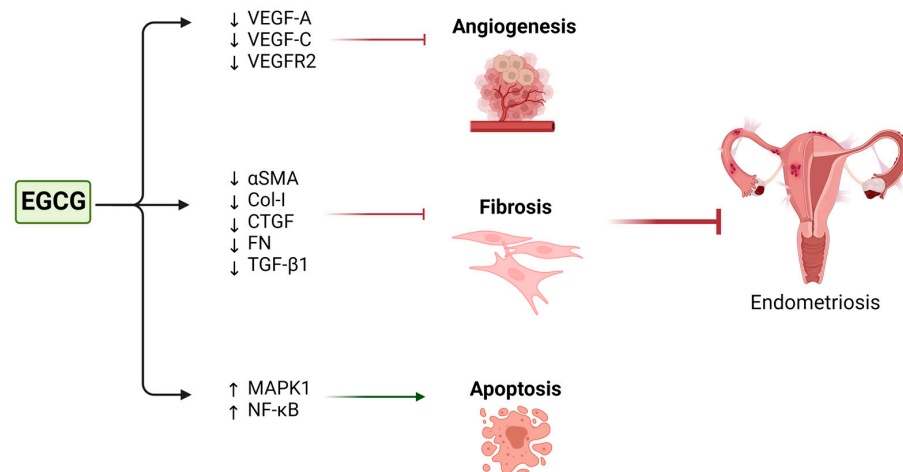 EGCG
↓ VEGF-A
↓ VEGF-C
↓ VEGFR2
Angiogenesis
↓ αSMA
↓ Col-I
↓ CTGF
↓ FN
↓ TGF-β1
Fibrosis
↑ MAPK1
↑ NF-κB
Apoptosis
Endometriosis